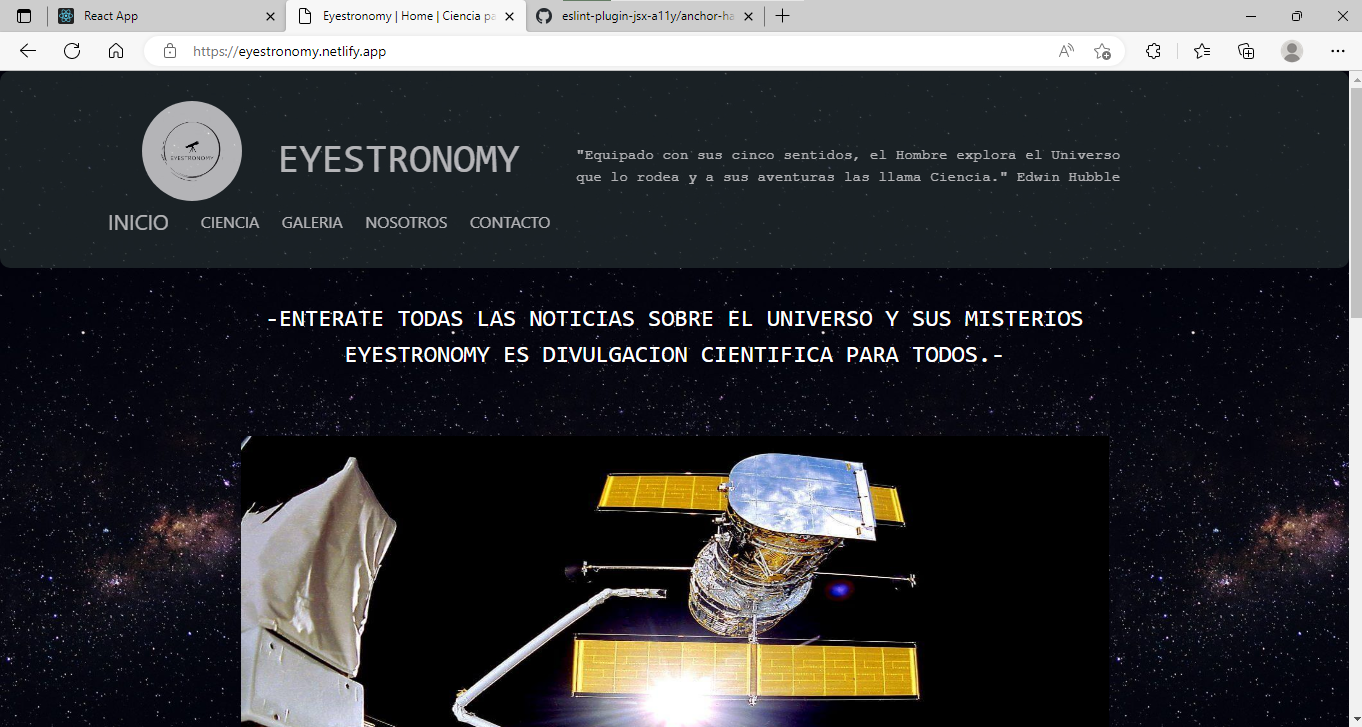 React App
Eyestronomy | Home | Ciencia pa
eslint-plugin-jsx-a11y/anchor-ha
https://eyestronomy.netlify.app
EYESTRONOMY
EYESTRONOMY
"Equipado con sus cinco sentidos, el Hombre explora el Universo
que lo rodea y a sus aventuras las llama Ciencia." Edwin Hubble
INICIO CIENCIA GALERIA NOSOTROS CONTACTO
-ENTERATE TODAS LAS NOTICIAS SOBRE EL UNIVERSO Y SUS MISTERIOS
EYESTRONOMY ES DIVULGACION CIENTIFICA PARA TODOS.-